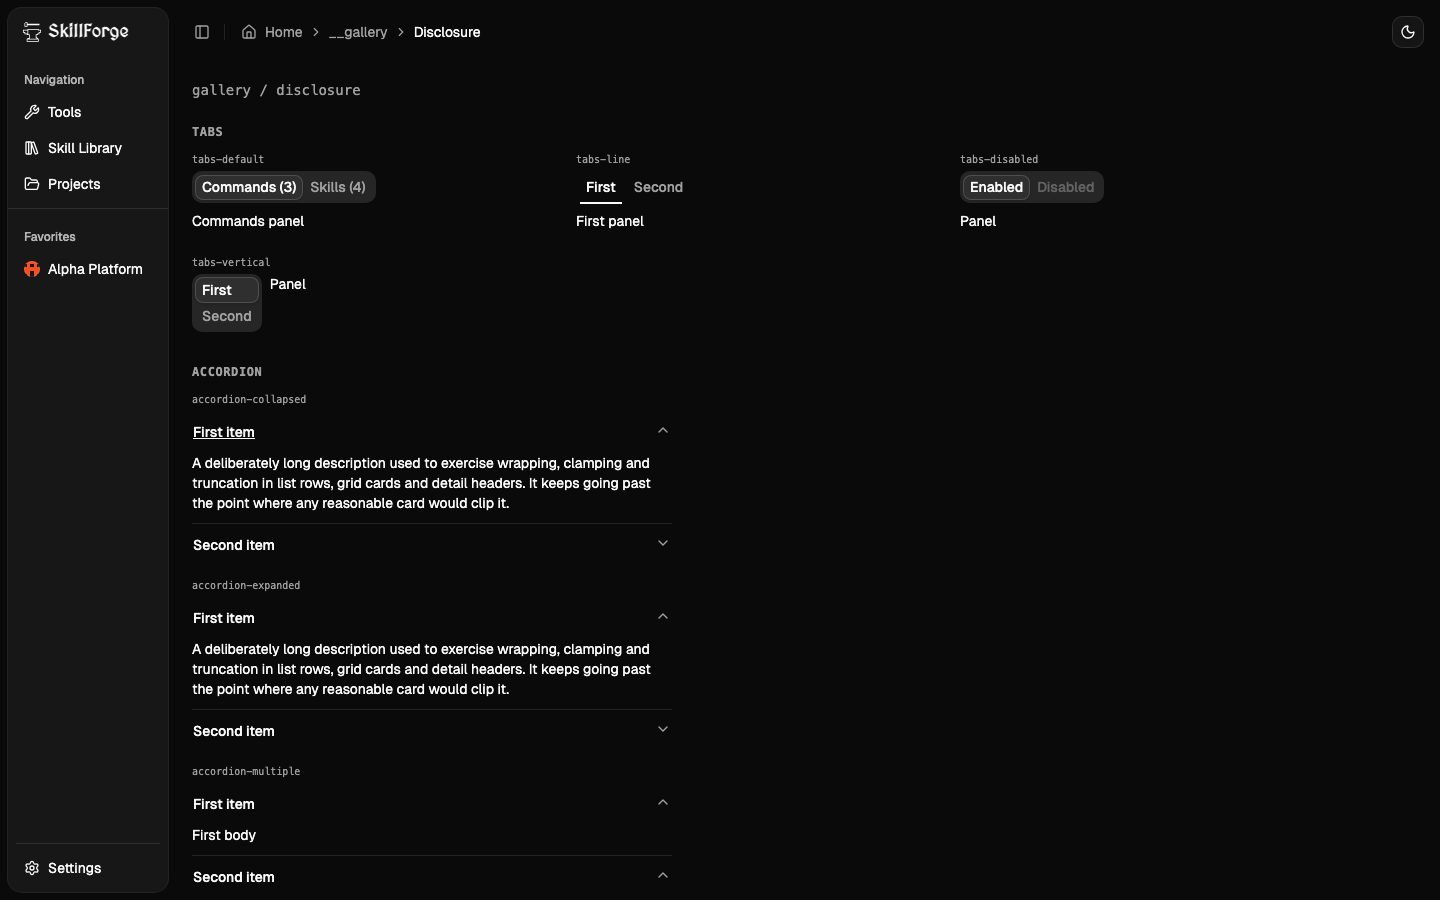 SkillForge
Home > __gallery > Disclosure
Navigation
Tools
Skill Library
Projects
Favorites
Alpha Platform
Settings
gallery / disclosure
TABS
tabs-default
Commands (3) Skills (4)
Commands panel
tabs-line
First Second
First panel
tabs-disabled
Enabled Disabled
Panel
tabs-vertical
First
Second
Panel
ACCORDION
accordion-collapsed
First item
A deliberately long description used to exercise wrapping, clamping and
truncation in list rows, grid cards and detail headers. It keeps going past
the point where any reasonable card would clip it.
Second item
accordion-expanded
First item
A deliberately long description used to exercise wrapping, clamping and
truncation in list rows, grid cards and detail headers. It keeps going past
the point where any reasonable card would clip it.
Second item
accordion-multiple
First item
First body
Second item